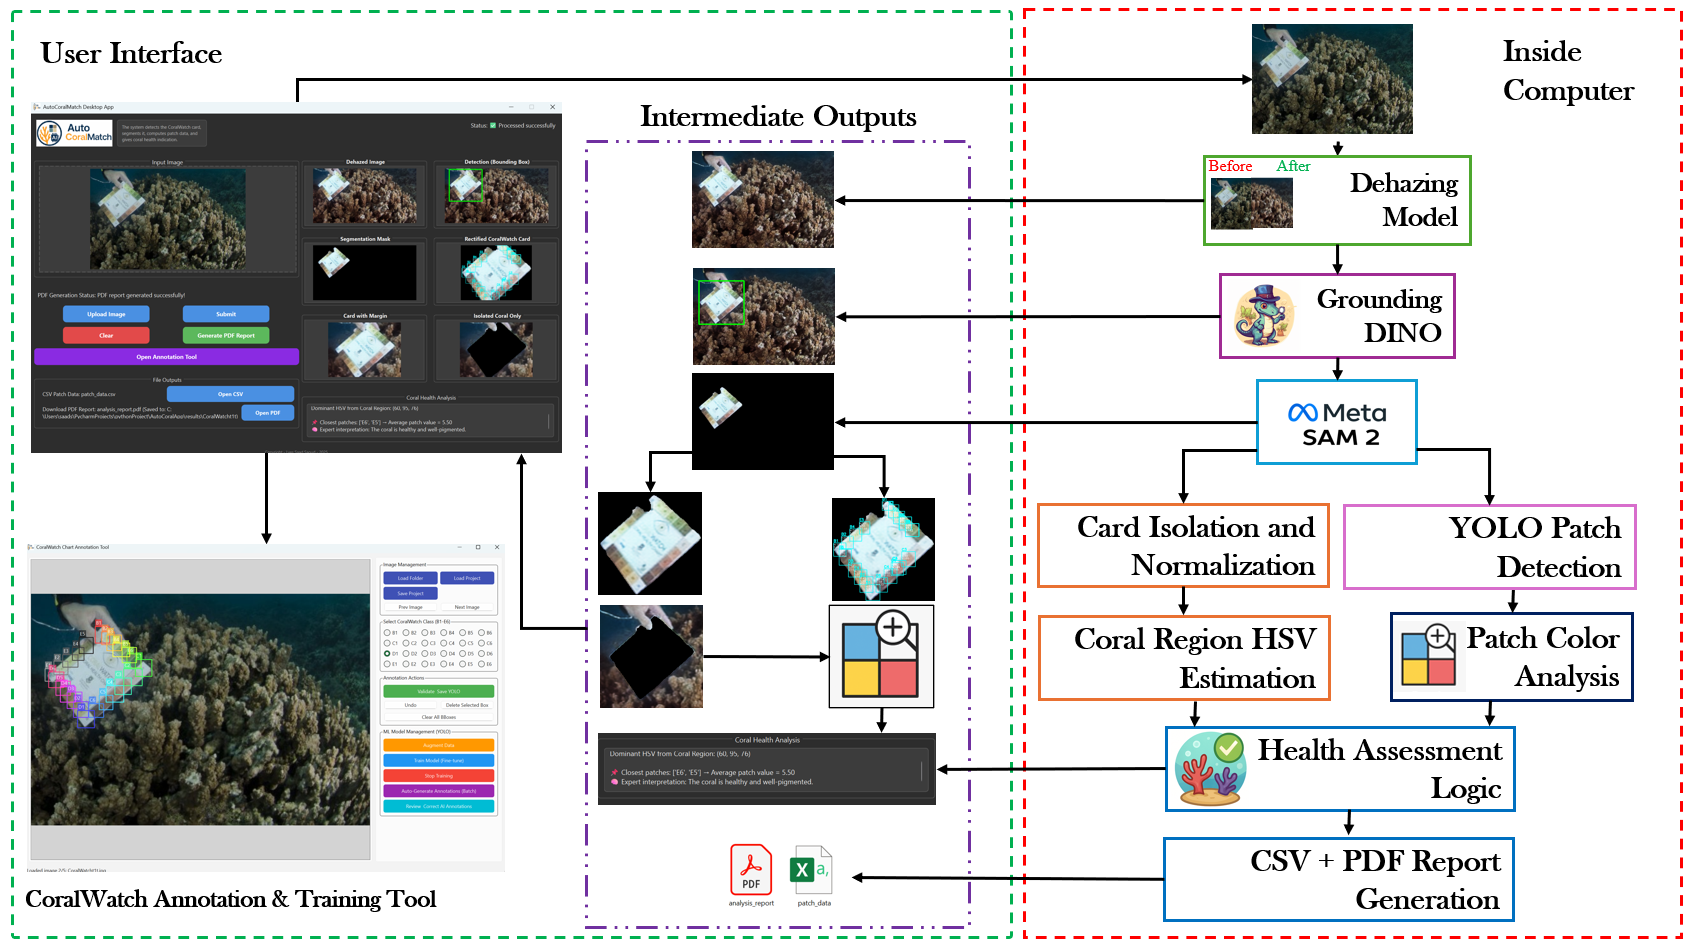 User Interface
AutoCoralMatch Desktop App
Auto
CoralMatch
The system detects the CoralWatch card,
segments it, computes patch data, and
gives coral health evaluation.
Status: ✅ Processed successfully
Input Image
Dehazed Image
Detection (Bounding Box)
Segmentation Mask
Rectified CoralWatch Card
PDF Generation Status: PDF report generated successfully!
Upload Image
Submit
Clear
Generate PDF Report
Open Annotation Tool
Card with Margin
Isolated Coral Only
File Outputs
CSV Patch Data: patch_data.csv
Open CSV
Download PDF Report: analysis_report.pdf (Saved to: C:
Open PDF
Coral Health Analysis
Dominant HSV from Coral Region: (60, 95, 76)
Closest patches: ['E6', 'E5'] → Average patch value = 5.50
Expert interpretation: The coral is healthy and well-pigmented.
CoralWatch Chart Annotation Tool
Image Management
Load Folder
Load Project
Save Project
Prev Image
Next Image
Select CoralWatch Class (B1-E6)
B1 B2 B3 B4 B5 B6
C1 C2 C3 C4 C5 C6
D1 D2 D3 D4 D5 D6
E1 E2 E3 E4 E5 E6
Annotation Actions
Validate Save YOLO
Undo
Delete Selected Box
Clear All BBoxes
ML Model Management (YOLO)
Augment Data
Train Model (Fine-tune)
Stop Training
Auto-Generate Annotations (Batch)
Review Correct AI Annotations
CoralWatch Annotation & Training Tool
Intermediate Outputs
Coral Health Analysis
Dominant HSV from Coral Region: (60, 95, 76)
Closest patches: ['E6', 'E5'] → Average patch value = 5.50
Expert interpretation: The coral is healthy and well-pigmented.
PDF
analysis_report
X
a,
patch_data
Inside
Computer
Before
After
Dehazing
Model
Grounding
DINO
Meta
SAM 2
Card Isolation and
Normalization
YOLO Patch
Detection
Coral Region HSV
Estimation
Patch Color
Analysis
Health Assessment
Logic
CSV + PDF Report
Generation